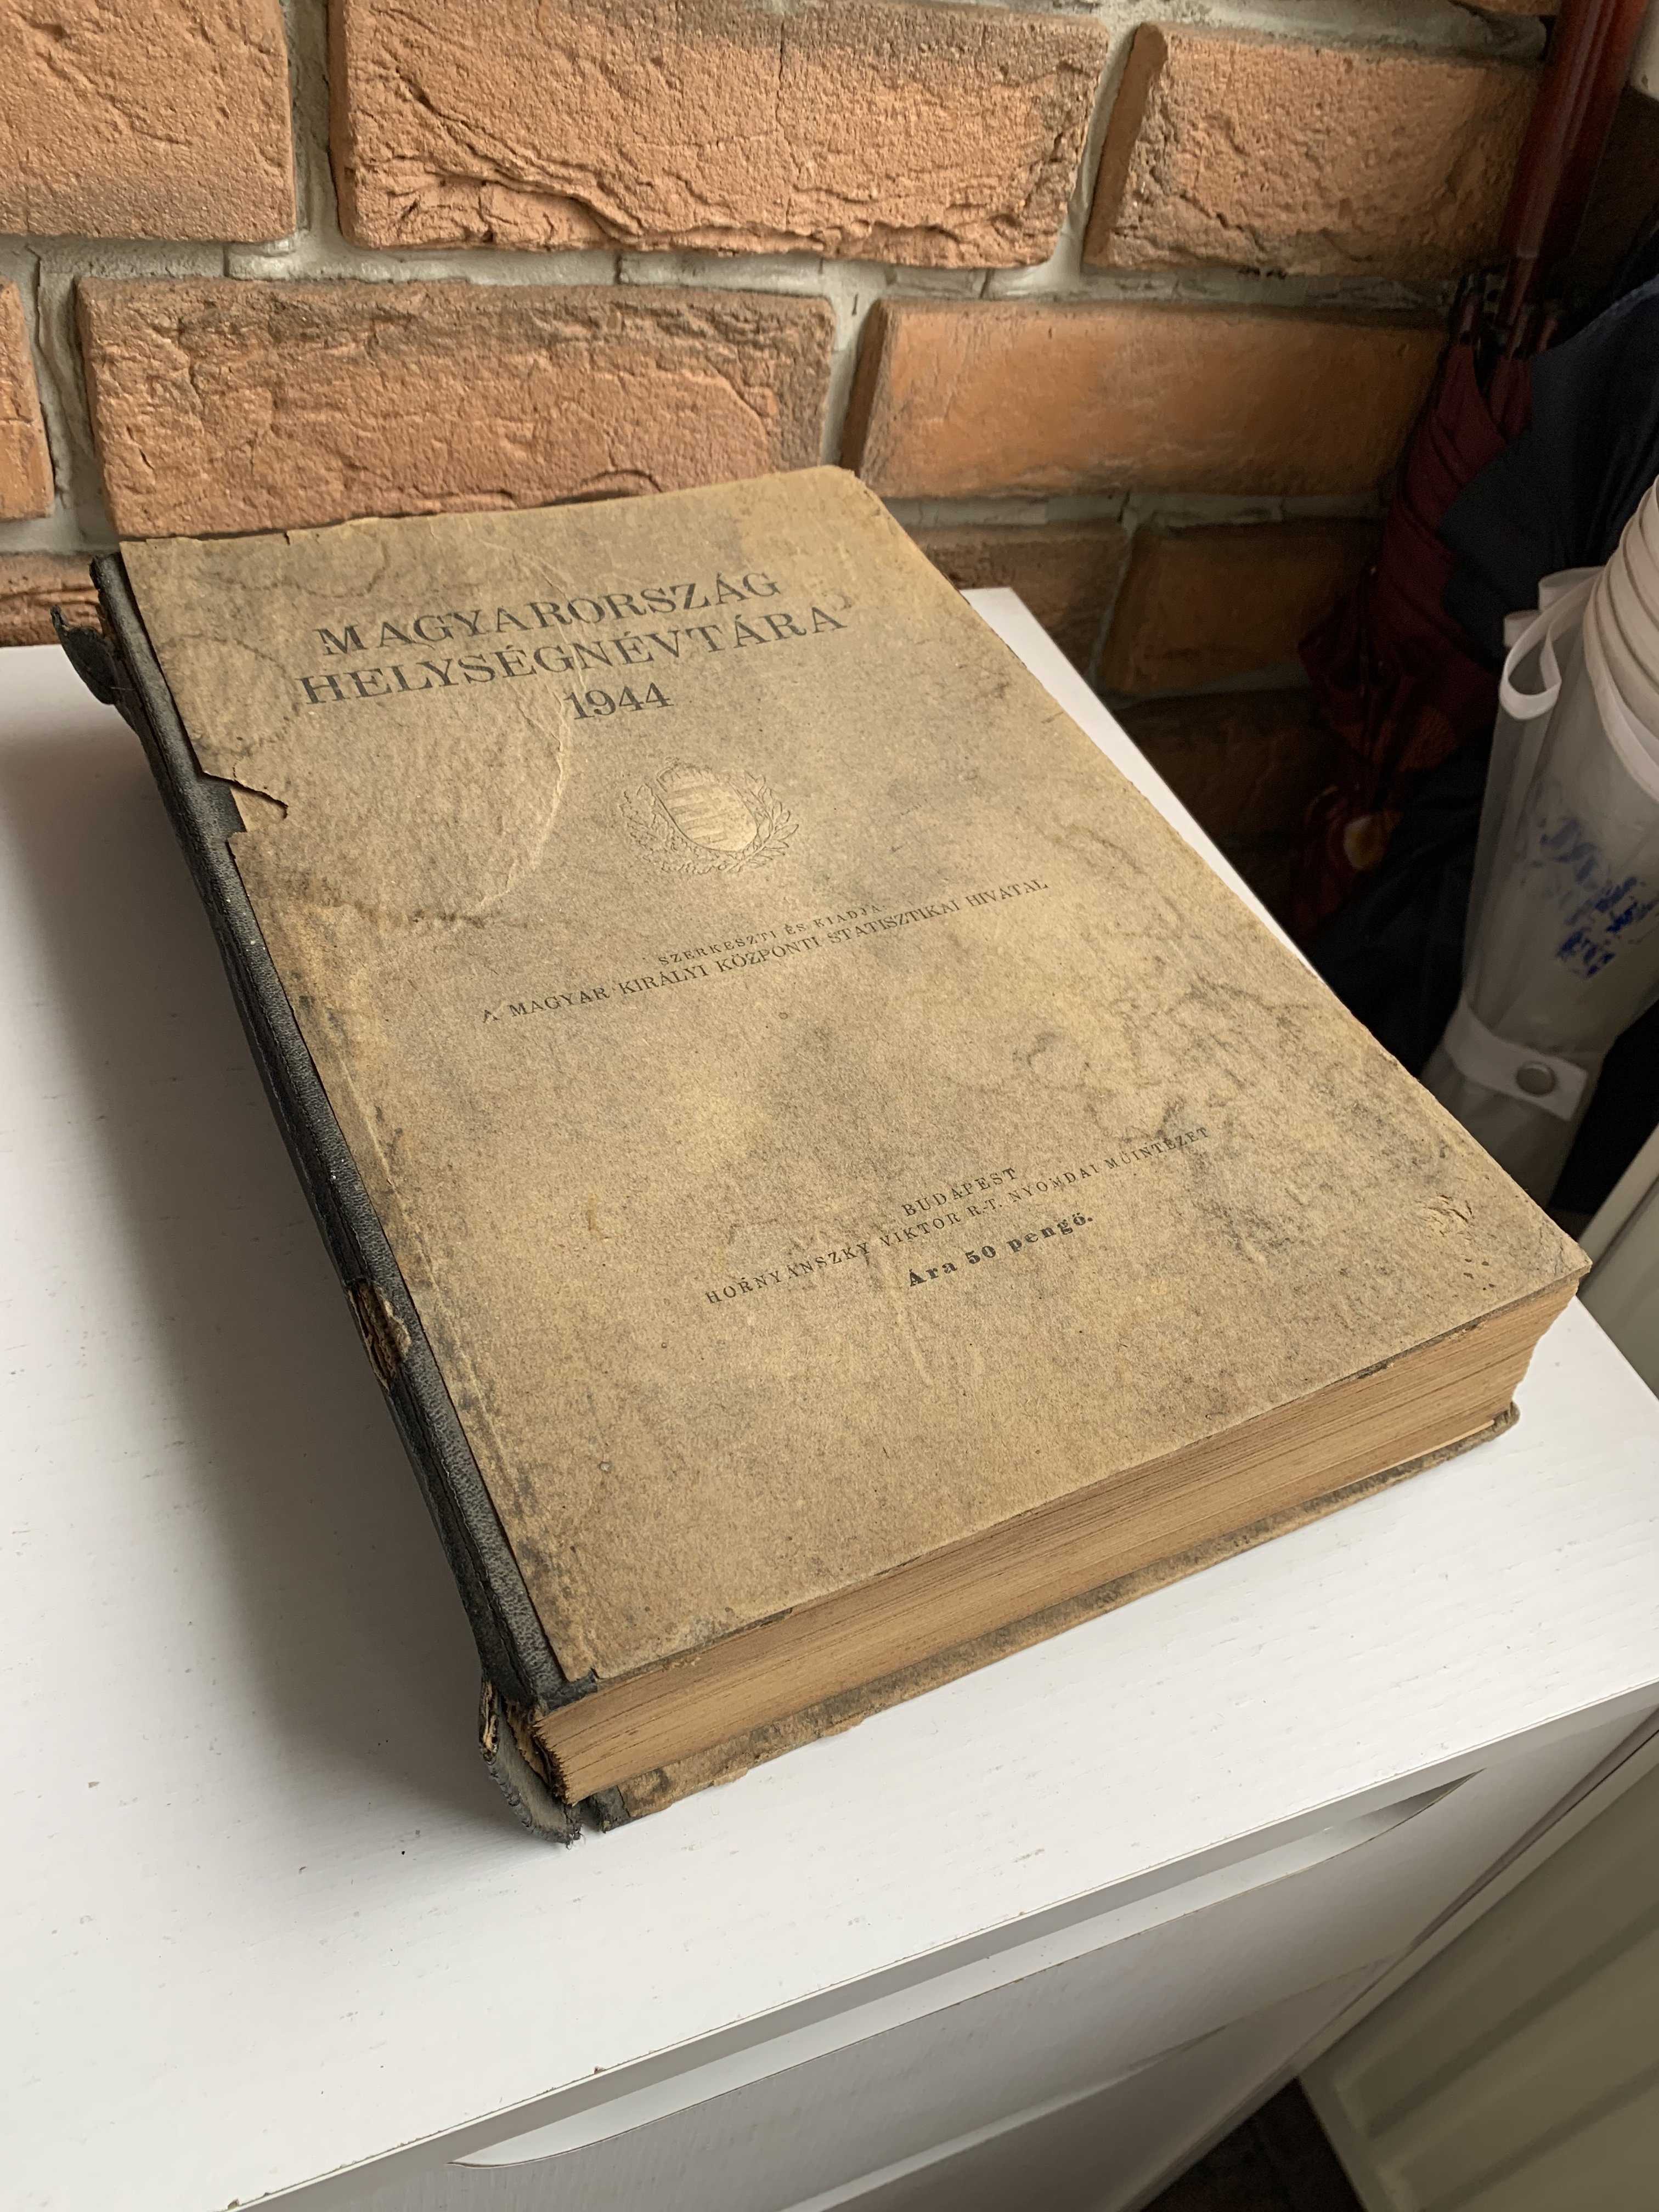 MAGYARORSZÁG
HELYSÉGNÉVTÁRA
1944
SZERKESZTI ÉS KIADJA
A MAGYAR KIRÁLYI KÖZPONTI STATISZTIKAI HIVATAL
BUDAPEST
HORNYÁNSZKY VIKTOR R.-T. NYOMDAI MŰINTÉZET
Ára 50 pengő.